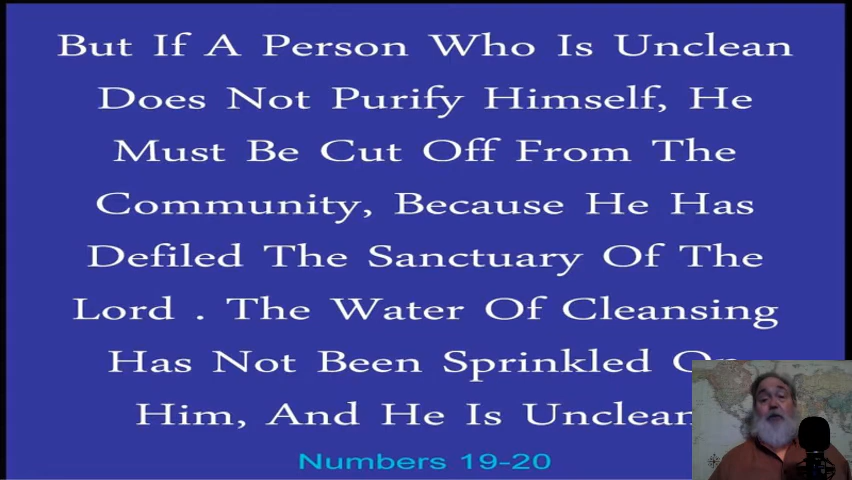 But If A Person Who Is Unclean
Does Not Purify Himself, He
Must Be Cut Off From The
Community, Because He Has
Defiled The Sanctuary Of The
Lord . The Water Of Cleansing
Has Not Been Sprinkled On
Him, And He Is Unclean
Numbers 19-20